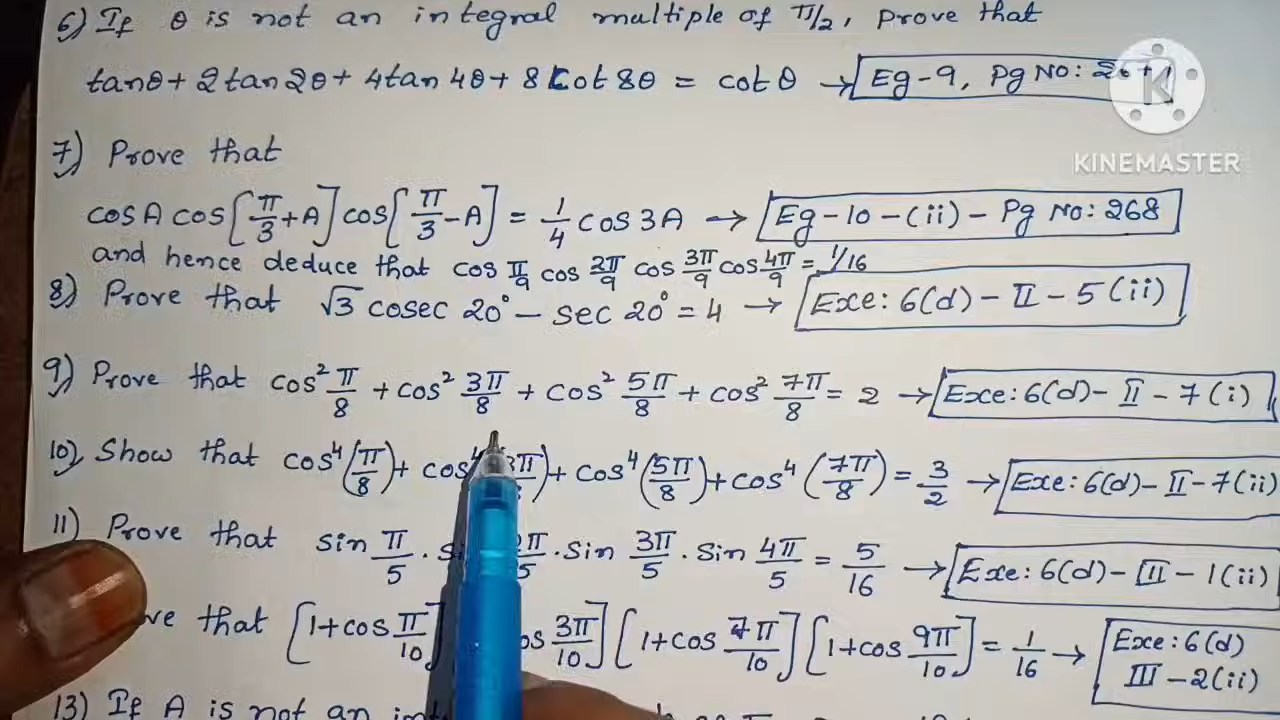 6) If θ is not an integral multiple of π/2, prove that
tanθ + 2tan2θ + 4tan4θ + 8Cot8θ = cotθ → Eg-9, Pg No:
KINEMASTER
7) Prove that
cosA cos[π/3+A] cos[π/3-A] = 1/4 cos3A → Eg-10-(ii)-Pg No:268
and hence deduce that cos π/9 cos 2π/9 cos 3π/9 cos 4π/9 = 1/16
8) Prove that √3 cosec 20° - sec 20° = 4 → Exe: 6(d)-II-5(ii)
9) Prove that cos² π/8 + cos² 3π/8 + cos² 5π/8 + cos² 7π/8 = 2 → Exe: 6(d)-II-7(i)
10) Show that cos⁴(π/8) + cos⁴ + cos⁴(5π/8) + cos⁴(7π/8) = 3/2 → Exe: 6(d)-II-7(ii)
11) Prove that sin π/5 . . sin 3π/5 . sin 4π/5 = 5/16 → Exe: 6(d)-III-1(ii)
that [1+cos π/10] cos 3π/10] [1+cos 7π/10] [1+cos 9π/10] = 1/16 → Exe: 6(d)
III-2(ii)
13) If A is not an